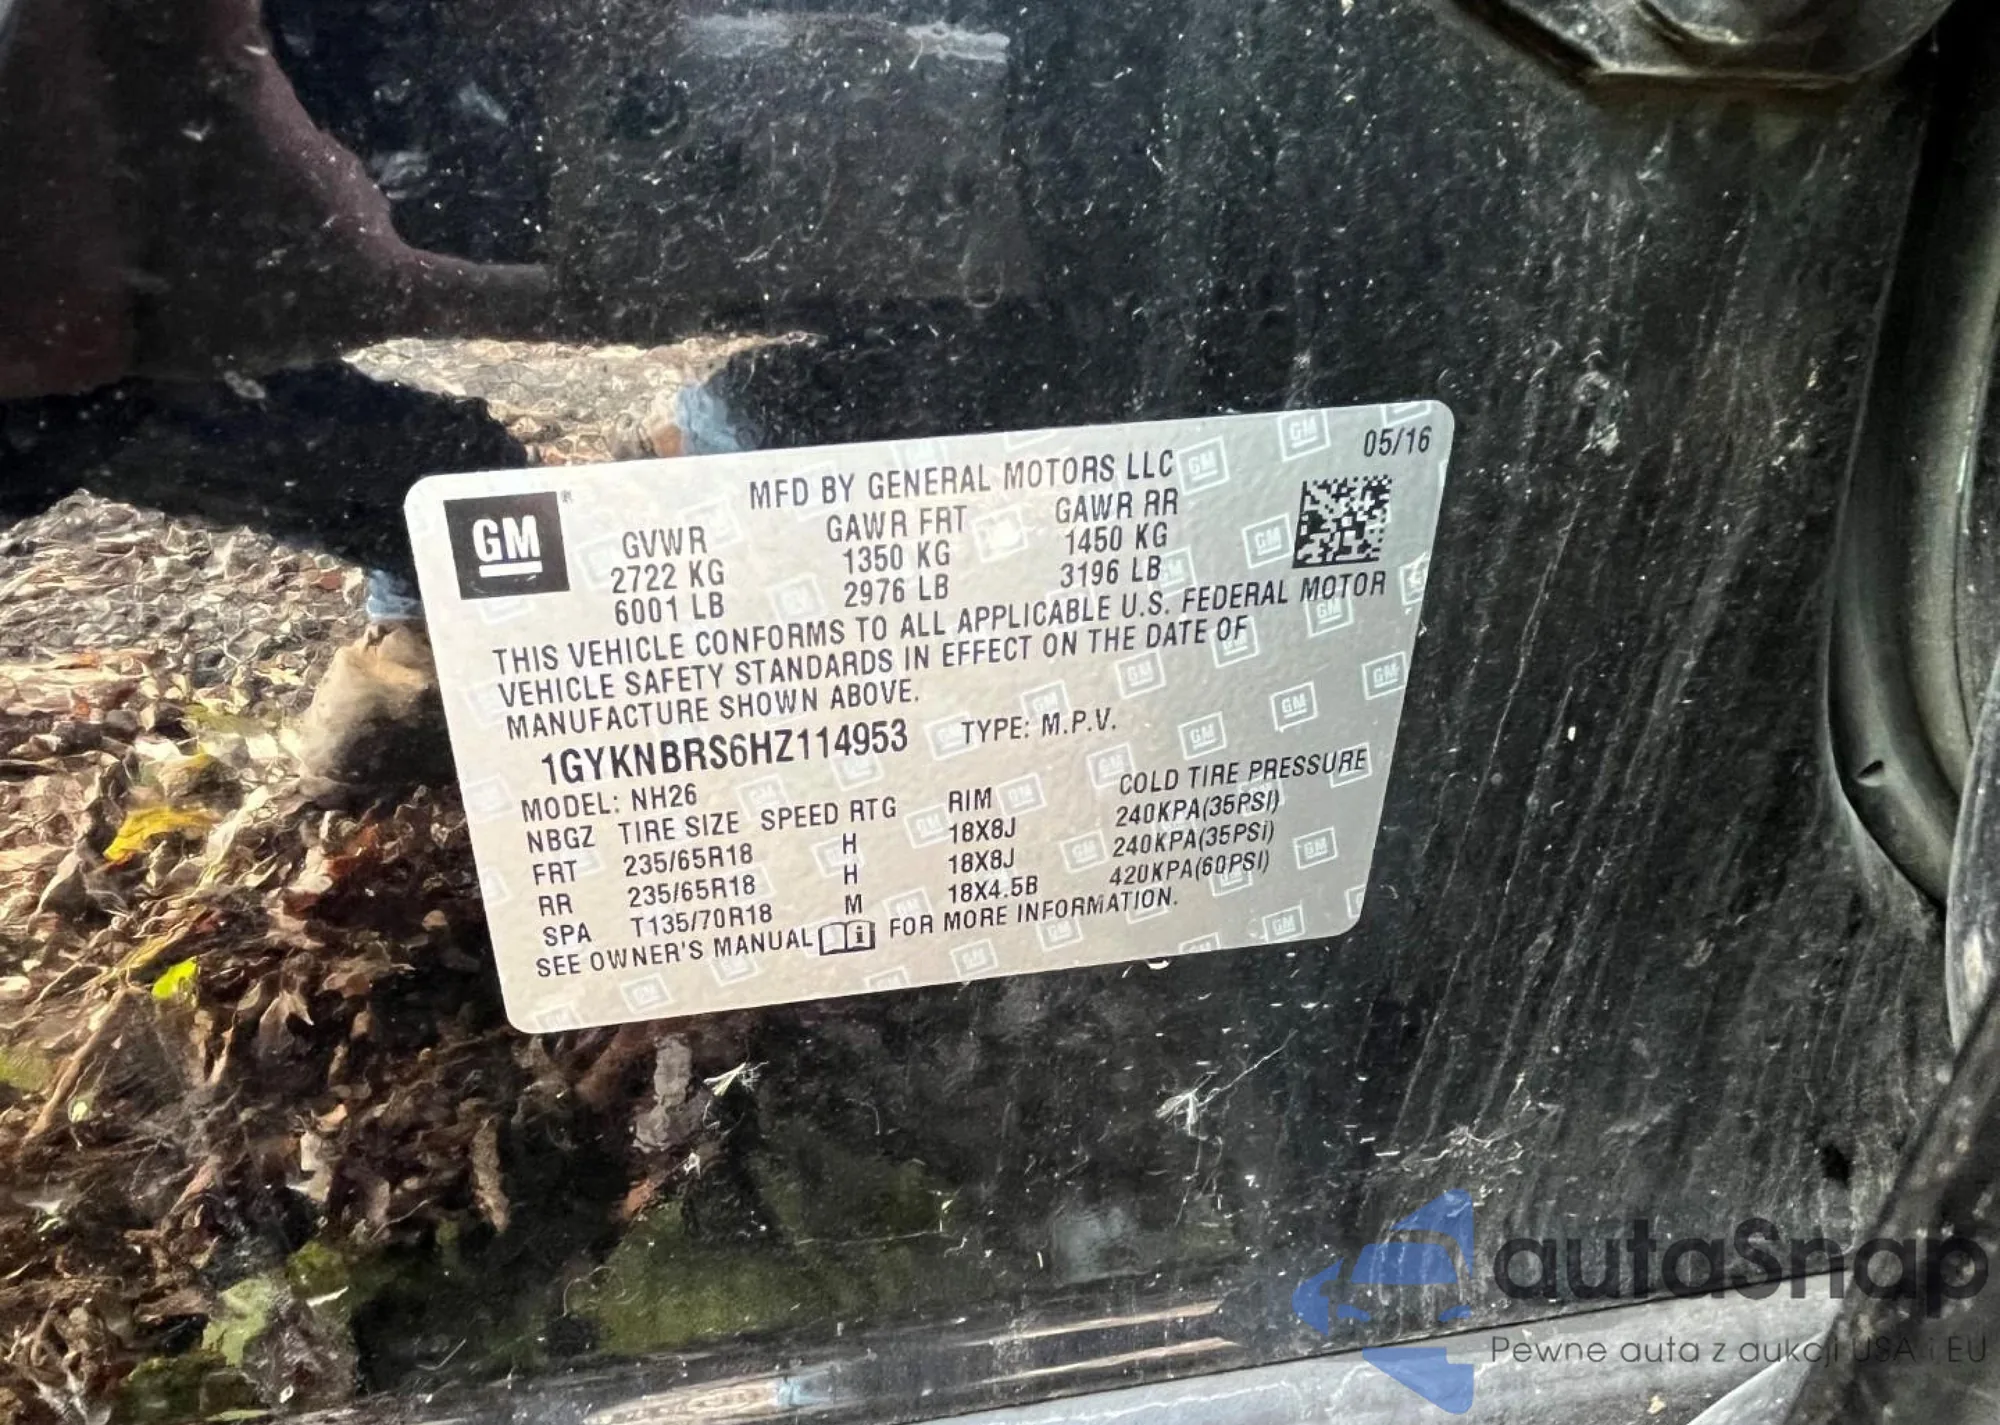 05/16
MFD BY GENERAL MOTORS LLC
GM ®
GVWR GAWR FRT GAWR RR
2722 KG 1350 KG 1450 KG
6001 LB 2976 LB 3196 LB
THIS VEHICLE CONFORMS TO ALL APPLICABLE U.S. FEDERAL MOTOR
VEHICLE SAFETY STANDARDS IN EFFECT ON THE DATE OF
MANUFACTURE SHOWN ABOVE.
1GYKNBRS6HZ114953 TYPE: M.P.V.
MODEL: NH26
NBGZ TIRE SIZE SPEED RTG RIM COLD TIRE PRESSURE
FRT 235/65R18 H 18X8J 240KPA(35PSI)
RR 235/65R18 H 18X8J 240KPA(35PSi)
SPA T135/70R18 M 18X4.5B 420KPA(60PSI)
SEE OWNER'S MANUAL i FOR MORE INFORMATION.
autaSnap
Pewne auta z aukcji USA i EU